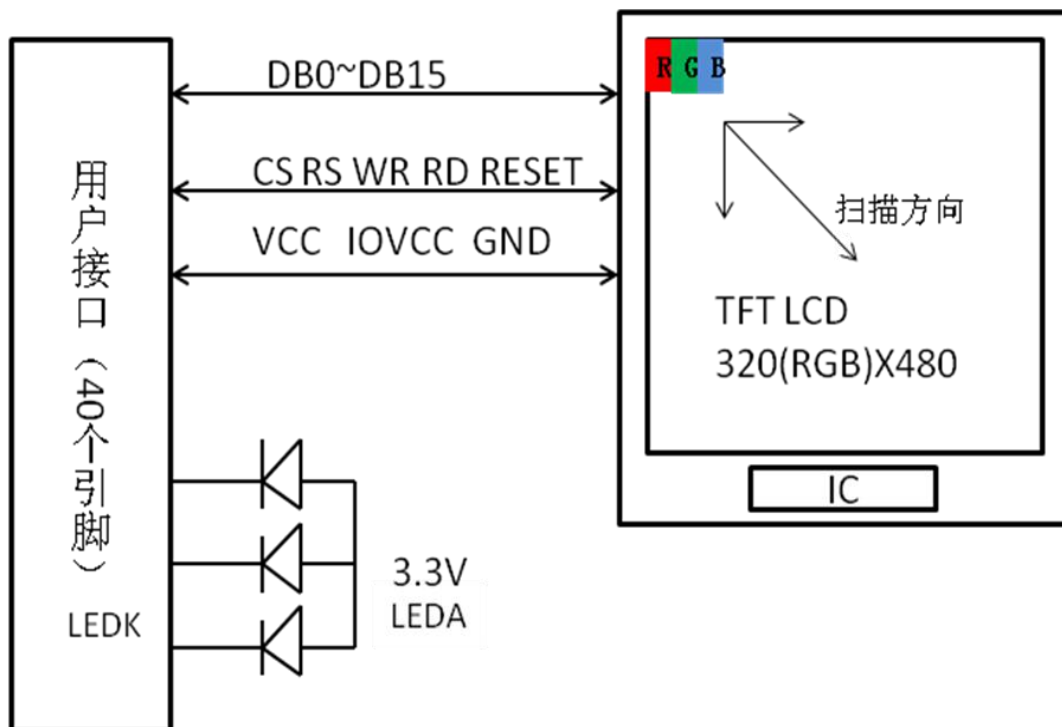 用户接口（40个引脚）
LEDK
DB0~DB15
CS RS WR RD RESET
VCC IOVCC GND
3.3V
LEDA
R G B
扫描方向
TFT LCD
320(RGB)X480
IC